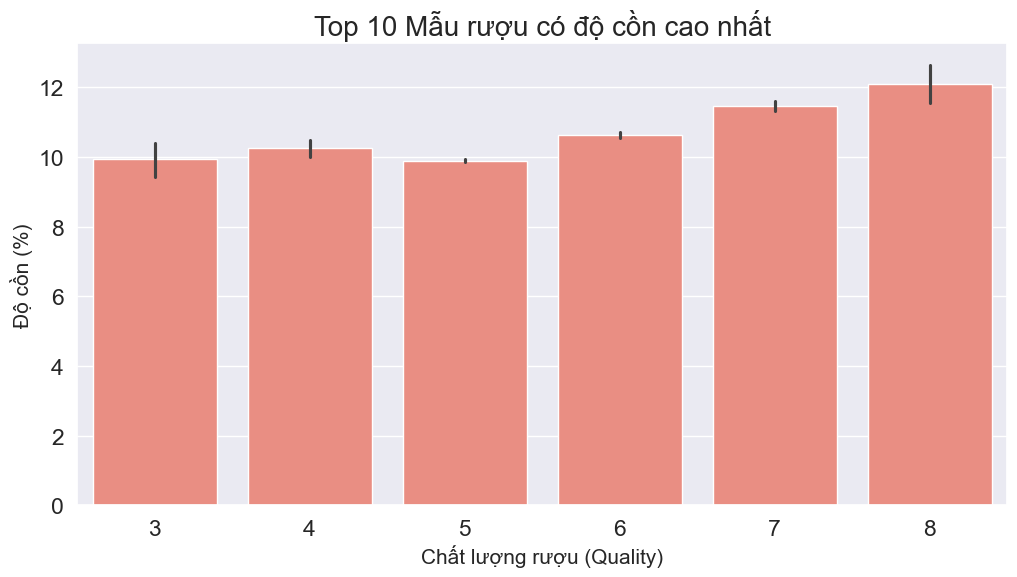 Top 10 Mẫu rượu có độ cồn cao nhất
Độ cồn (%)
12
10
8
6
4
2
0
3 4 5 6 7 8
Chất lượng rượu (Quality)